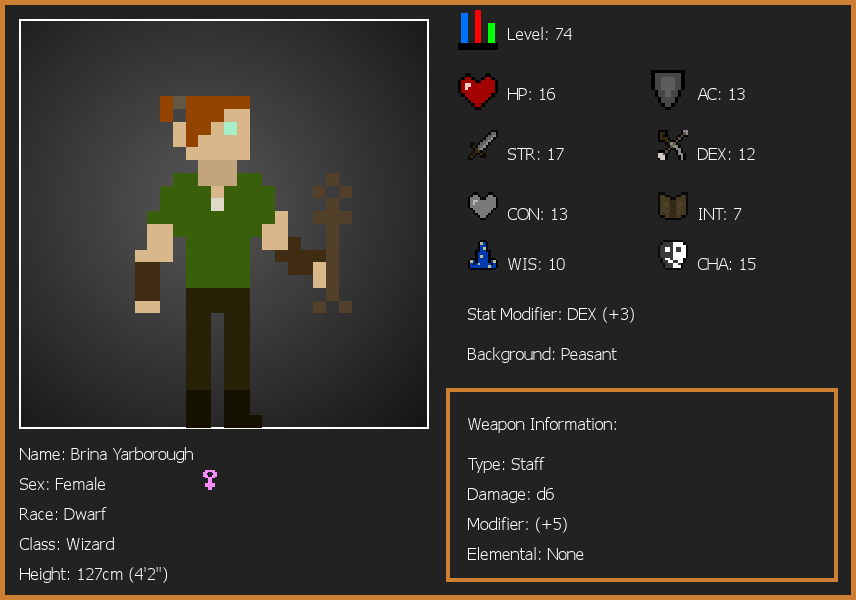 Level: 74
HP: 16
AC: 13
STR: 17
DEX: 12
CON: 13
INT: 7
WIS: 10
CHA: 15
Stat Modifier: DEX (+3)
Background: Peasant
Weapon Information:
Type: Staff
Damage: d6
Modifier: (+5)
Elemental: None
Name: Brina Yarborough
Sex: Female
Race: Dwarf
Class: Wizard
Height: 127cm (4'2")